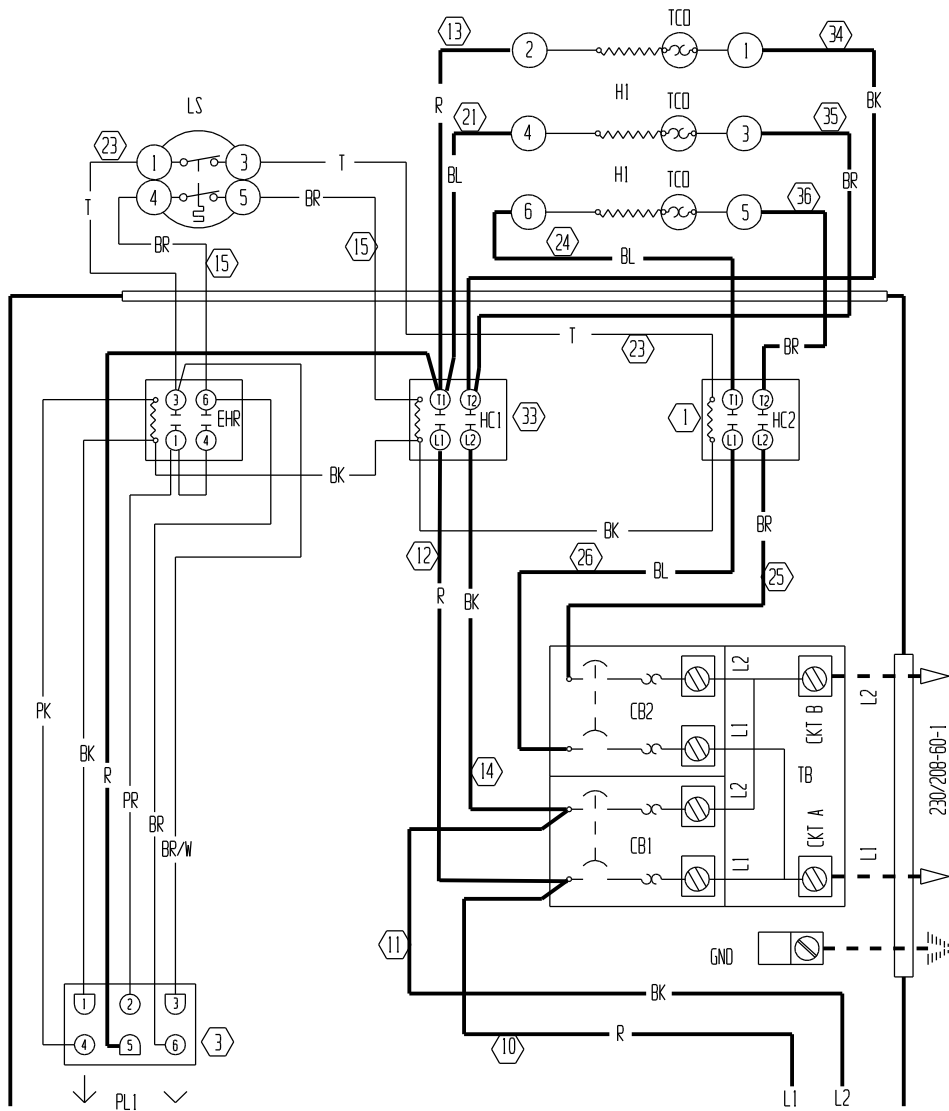 TCO
13
2
1
34
R
H1
BK
LS
TCO
21
4
3
35
23
1
3
T
BL
H1
BR
TCO
4
5
BR
6
5
36
T
BR
15
15
24
BL
T
23
BR
3
6
EHR
1
4
T1
T2
HC1
L1
L2
33
1
T1
T2
HC2
L1
L2
BK
BK
BR
12
26
BL
25
R
BK
L2
CB2
L1
CKT B
L2
PK
BK
R
PR
BR
BR/W
14
TB
L2
CB1
L1
CKT A
L1
230/208-60-1
11
GND
BK
1
2
3
4
5
6
3
10
R
PL1
L1
L2